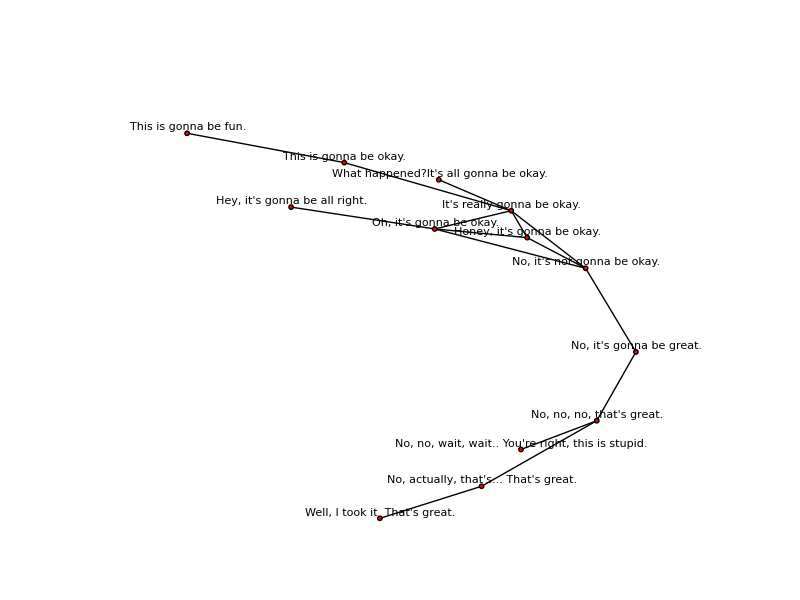 This is gonna be fun.
This is gonna be okay.
What happened?It's all gonna be okay.
Hey, it's gonna be all right.
It's really gonna be okay.
Oh, it's gonna be okay.
Honey, it's gonna be okay.
No, it's not gonna be okay.
No, it's gonna be great.
No, no, no, that's great.
No, no, wait, wait.. You're right, this is stupid.
No, actually, that's... That's great.
Well, I took it. That's great.